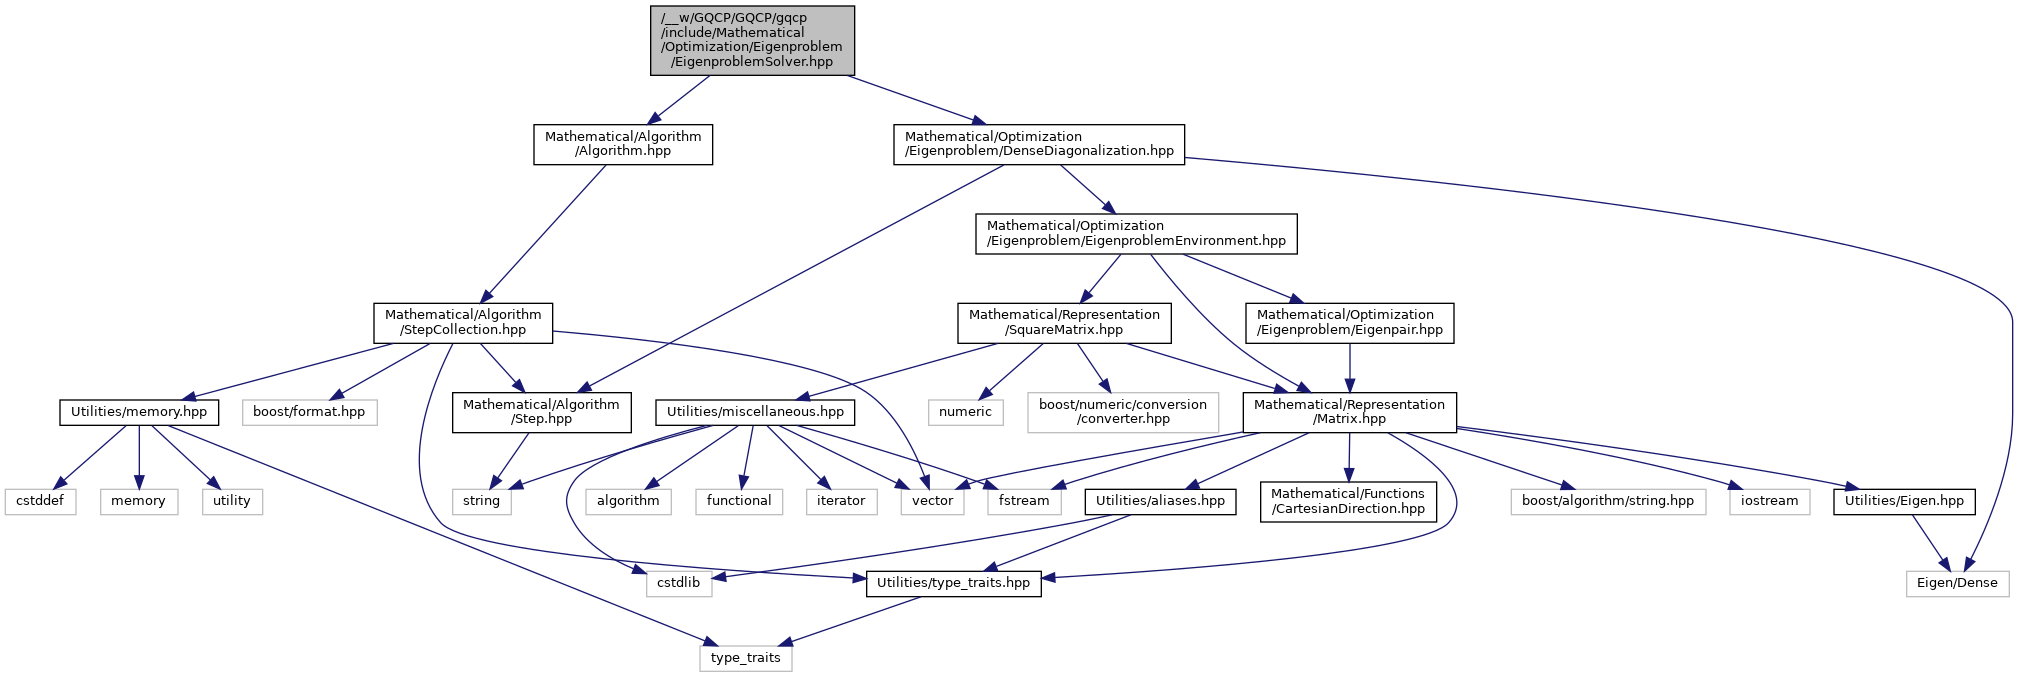 /__w/GQCP/GQCP/gqcp
/include/Mathematical
/Optimization/Eigenproblem
/EigenproblemSolver.hpp
Mathematical/Algorithm
/Algorithm.hpp
Mathematical/Optimization
/Eigenproblem/DenseDiagonalization.hpp
Mathematical/Optimization
/Eigenproblem/EigenproblemEnvironment.hpp
Mathematical/Algorithm
/StepCollection.hpp
Mathematical/Representation
/SquareMatrix.hpp
Mathematical/Optimization
/Eigenproblem/Eigenpair.hpp
Utilities/memory.hpp
boost/format.hpp
Mathematical/Algorithm
/Step.hpp
Utilities/miscellaneous.hpp
numeric
boost/numeric/conversion
/converter.hpp
Mathematical/Representation
/Matrix.hpp
cstddef
memory
utility
string
algorithm
functional
iterator
vector
fstream
Utilities/aliases.hpp
Mathematical/Functions
/CartesianDirection.hpp
boost/algorithm/string.hpp
iostream
Utilities/Eigen.hpp
cstdlib
Utilities/type_traits.hpp
Eigen/Dense
type_traits